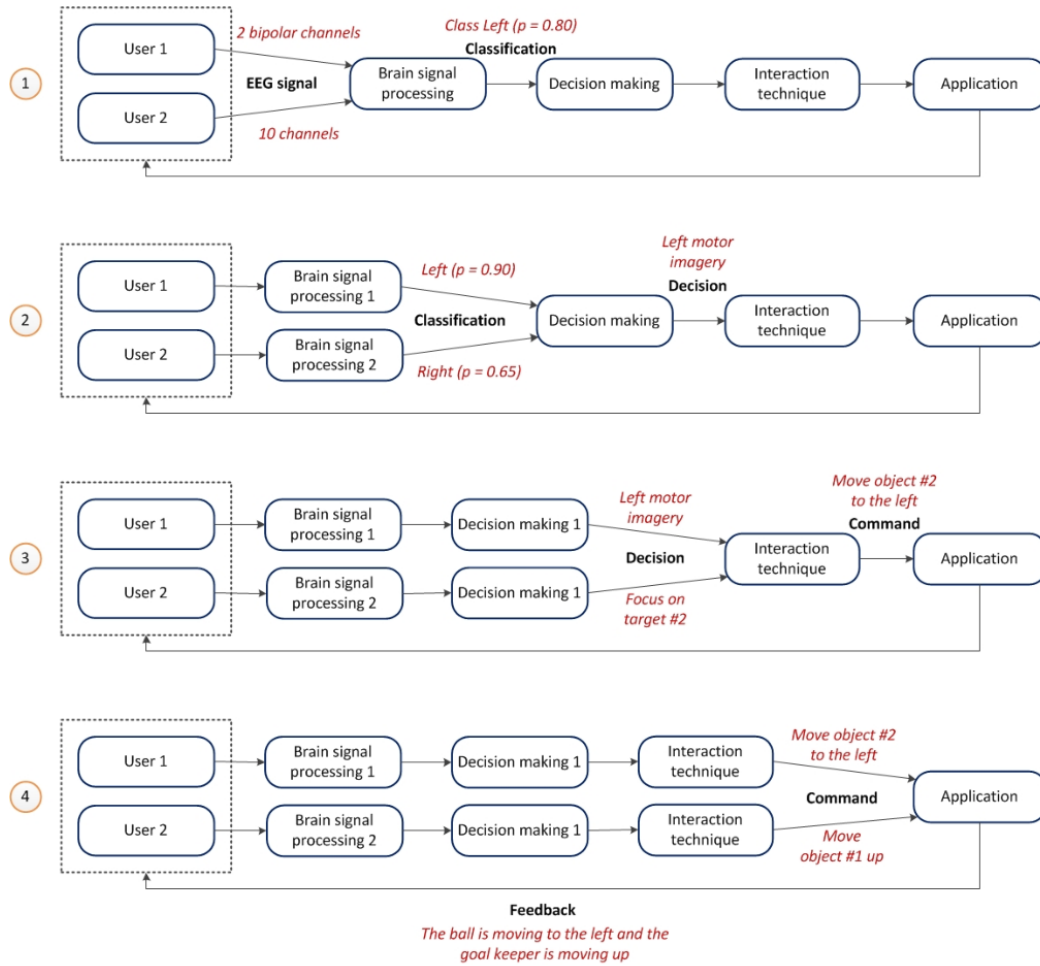 1
User 1
User 2
2 bipolar channels
EEG signal
10 channels
Brain signal
processing
Class Left (p = 0.80)
Classification
Decision making
Interaction
technique
Application
2
User 1
User 2
Brain signal
processing 1
Brain signal
processing 2
Left (p = 0.90)
Classification
Right (p = 0.65)
Decision making
Left motor
imagery
Decision
Interaction
technique
Application
3
User 1
User 2
Brain signal
processing 1
Brain signal
processing 2
Decision making 1
Decision making 1
Left motor
imagery
Decision
Focus on
target #2
Interaction
technique
Move object #2
to the left
Command
Application
4
User 1
User 2
Brain signal
processing 1
Brain signal
processing 2
Decision making 1
Decision making 1
Interaction
technique
Interaction
technique
Move object #2
to the left
Command
Move
object #1 up
Application
Feedback
The ball is moving to the left and the
goal keeper is moving up